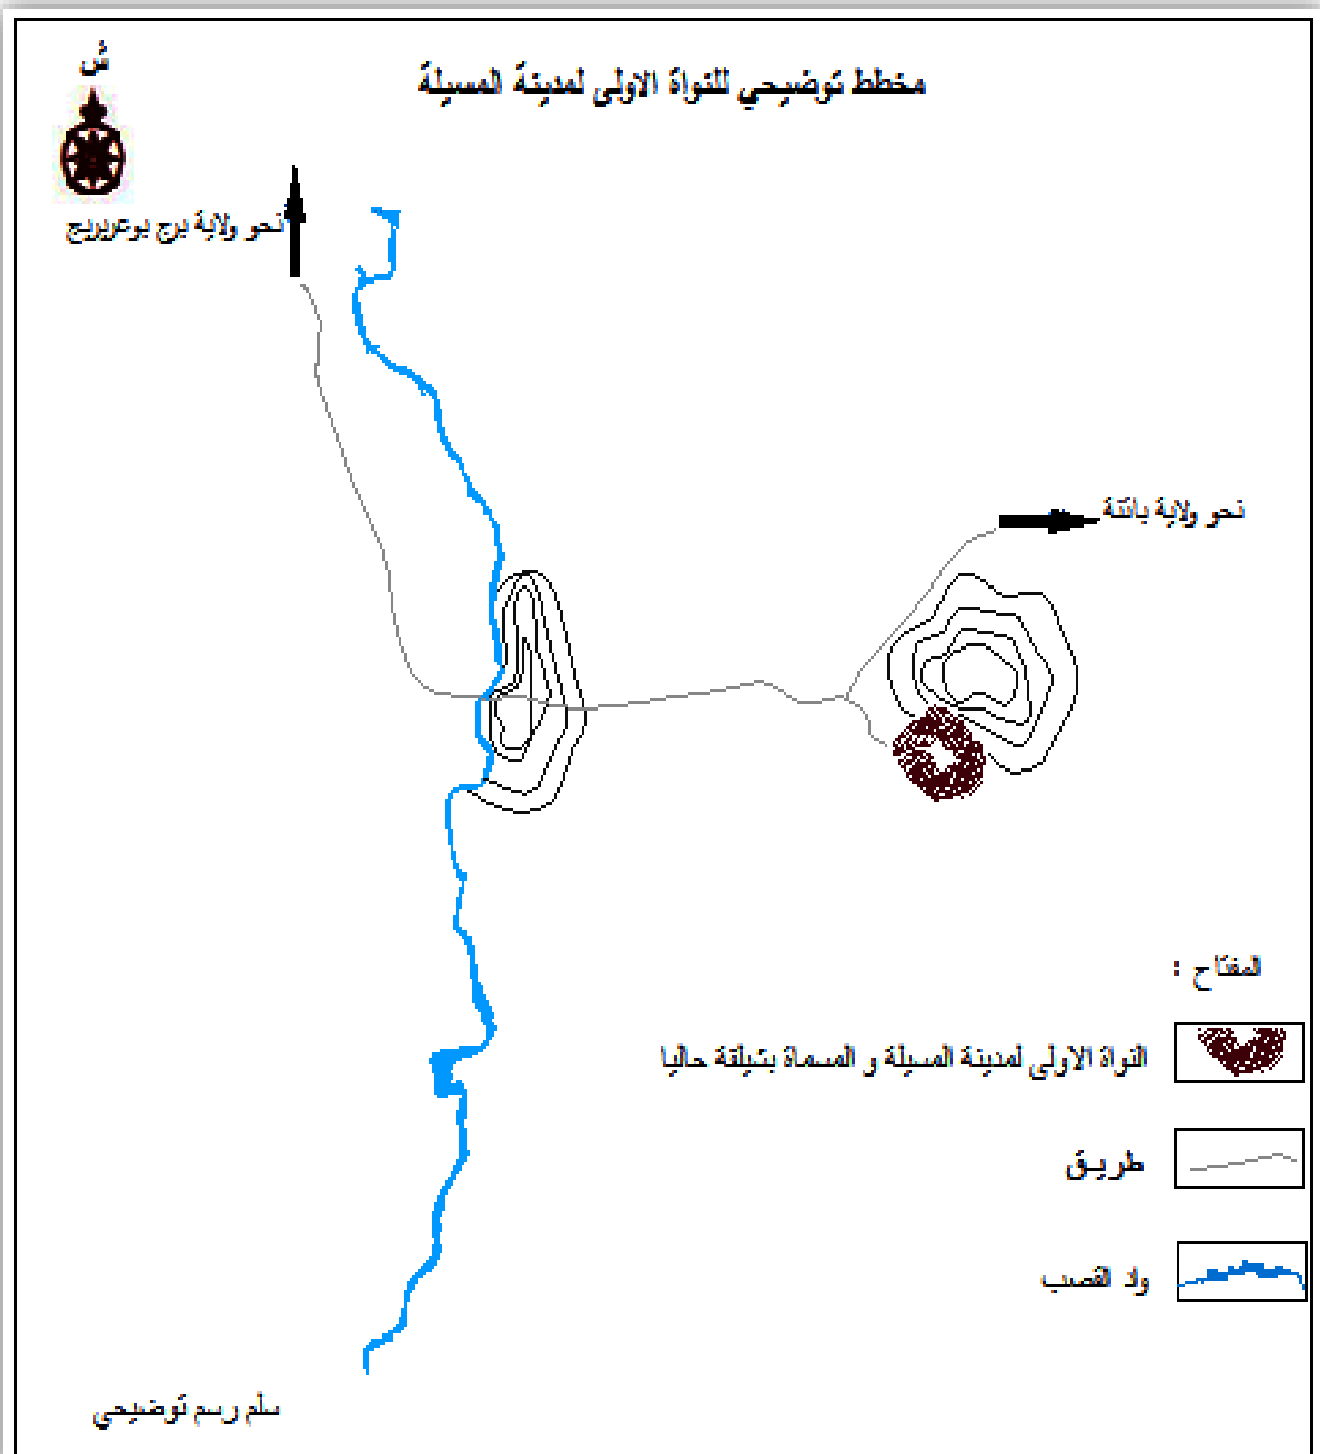 مخطط توضيحي للنواة الاولى لمدينة المسيلة
ش
نحو ولاية برج بوعريريج
نحو ولاية باتنة
المفتاح :
النواة الاولى لمدينة المسيلة و المسماة بشيلقة حاليا
طريق
واد القصب
سلم رسم توضيحي